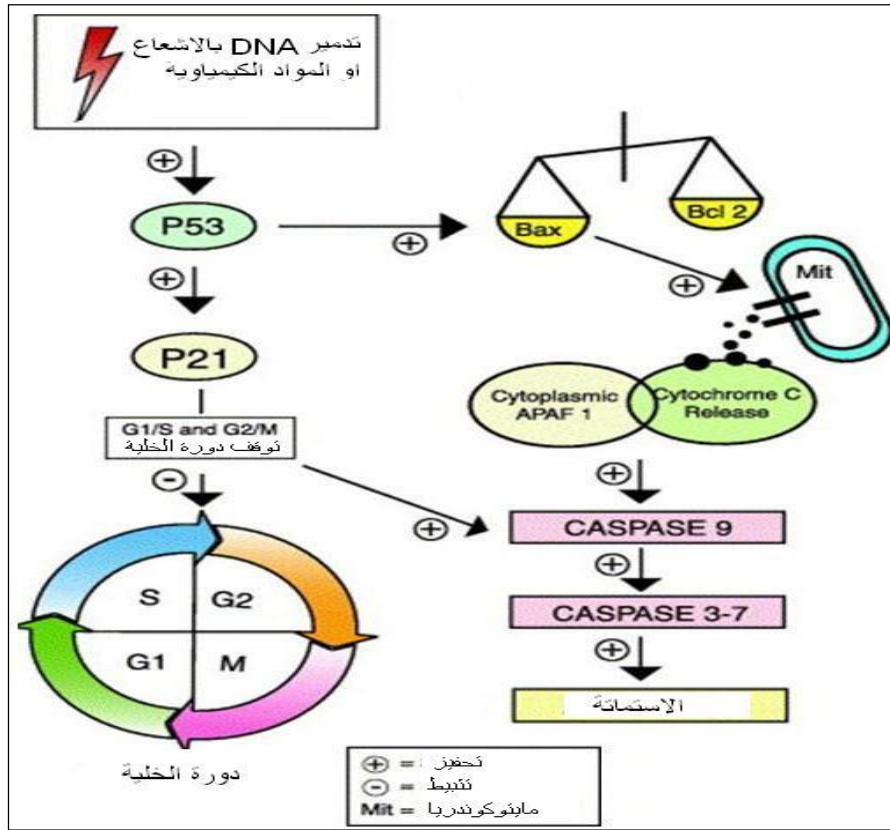 تدمير DNA بالاشعاع
او المواد الكيمياوية
P53
Bax
Bcl 2
Mit
P21
Cytoplasmic
APAF 1
Cytochrome C
Release
G1/S and G2/M
توقف دورة الخلية
CASPASE 9
CASPASE 3-7
الاستماتة
S
G2
G1
M
دورة الخلية
⊕ = تحفيز :
⊖ = تثبيط
Mit = مايتوكوندريا